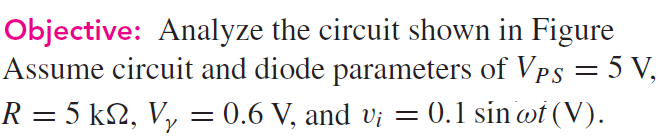 Objective: Analyze the circuit shown in Figure
Assume circuit and diode parameters of V_PS = 5 V,
R = 5 kΩ, V_γ = 0.6 V, and v_i = 0.1 sin ωt (V).